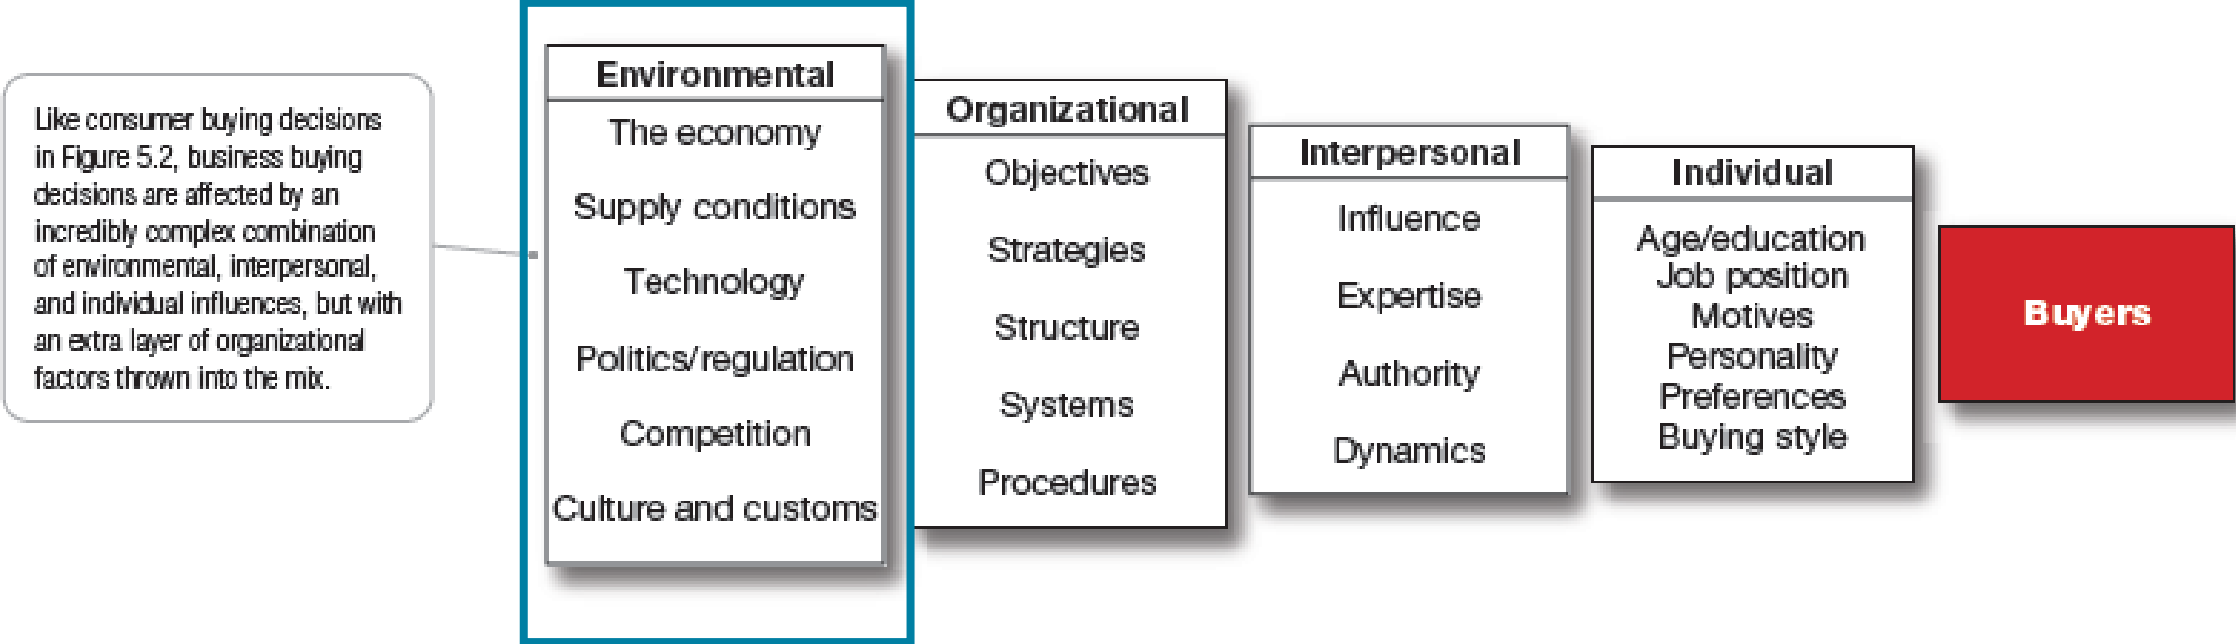 Like consumer buying decisions
in Figure 5.2, business buying
decisions are affected by an
incredibly complex combination
of environmental, interpersonal,
and individual influences, but with
an extra layer of organizational
factors thrown into the mix.
Environmental
The economy
Supply conditions
Technology
Politics/regulation
Competition
Culture and customs
Organizational
Objectives
Strategies
Structure
Systems
Procedures
Interpersonal
Influence
Expertise
Authority
Dynamics
Individual
Age/education
Job position
Motives
Personality
Preferences
Buying style
Buyers